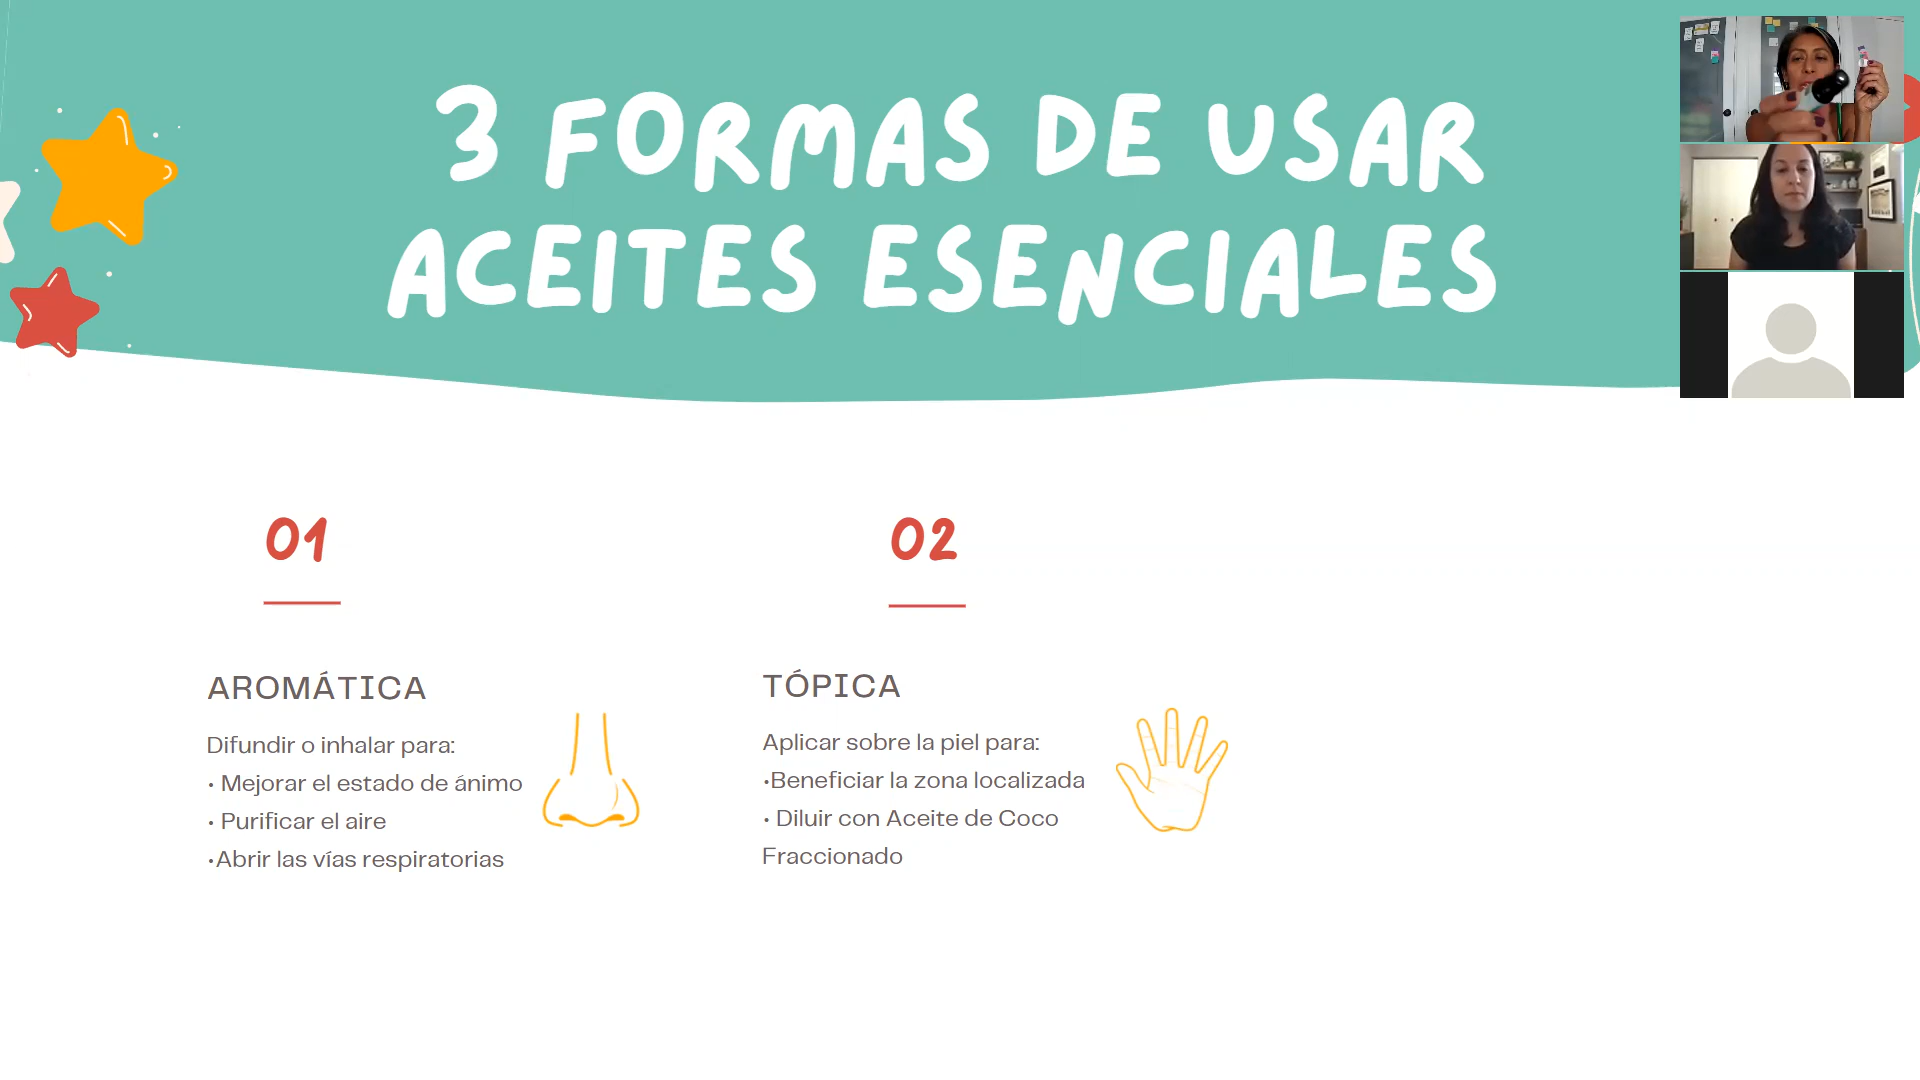 3 FORMAS DE USAR
ACEITES ESENCIALES
01
AROMÁTICA
Difundir o inhalar para:
• Mejorar el estado de ánimo
• Purificar el aire
•Abrir las vías respiratorias
02
TÓPICA
Aplicar sobre la piel para:
•Beneficiar la zona localizada
• Diluir con Aceite de Coco
Fraccionado